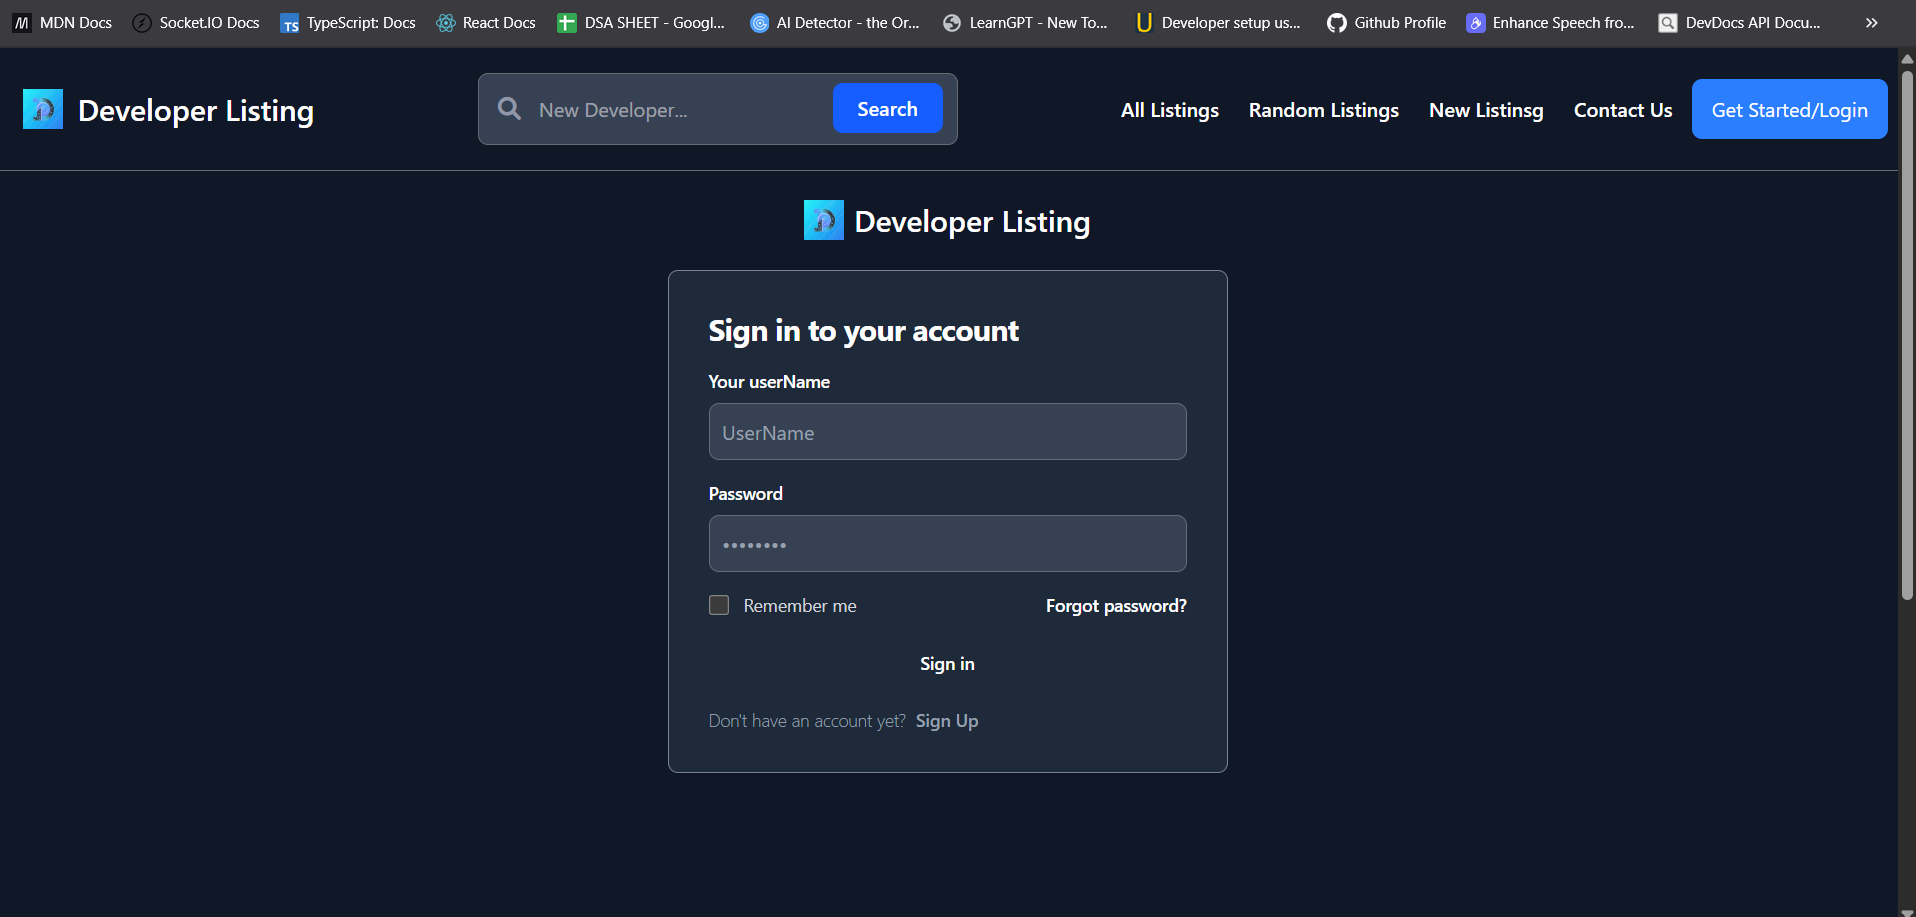 MDN Docs Socket.IO Docs TS TypeScript: Docs React Docs DSA SHEET - Googl... AI Detector - the Or... LearnGPT - New To... Developer setup us... Github Profile Enhance Speech fro... DevDocs API Docu... »
Developer Listing New Developer... Search All Listings Random Listings New Listinsg Contact Us Get Started/Login
Developer Listing
Sign in to your account
Your userName
UserName
Password
••••••••
Remember me Forgot password?
Sign in
Don't have an account yet? Sign Up